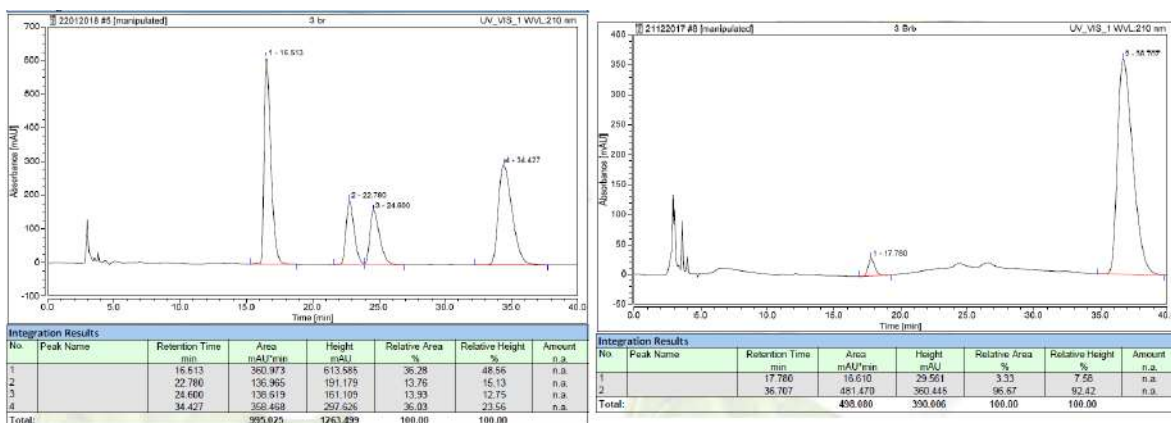 22012018 #5 [manipulated] 3 br UV_VIS_1 WVL:210 nm
700
600
500
400
300
200
100
0
-100
Absorbance [mAU]
1 - 16.513
2 - 22.780
3 - 24.600
4 - 34.427
0.0 5.0 10.0 15.0 20.0 25.0 30.0 35.0 40.0
Time [min]
Integration Results
No. Peak Name Retention Time Area Height Relative Area Relative Height Amount
min mAU*min mAU % % n.a.
1 16.513 360.973 613.585 36.28 48.56 n.a.
2 22.780 136.965 191.179 13.76 15.13 n.a.
3 24.600 138.619 161.109 13.93 12.75 n.a.
4 34.427 358.468 297.626 36.03 23.56 n.a.
Total: 995.025 1263.499 100.00 100.00
21122017 #8 [manipulated] 3 Brb UV_VIS_1 WVL:210 nm
400
350
300
250
200
150
100
50
0
-50
Absorbance [mAU]
1 - 17.780
36.707
0.0 5.0 10.0 15.0 20.0 25.0 30.0 35.0 40.0
Time [min]
Integration Results
No. Peak Name Retention Time Area Height Relative Area Relative Height Amount
min mAU*min mAU % % n.a.
1 17.780 16.610 29.561 3.33 7.58 n.a.
2 36.707 481.470 360.445 96.67 92.42 n.a.
Total: 498.080 390.006 100.00 100.00